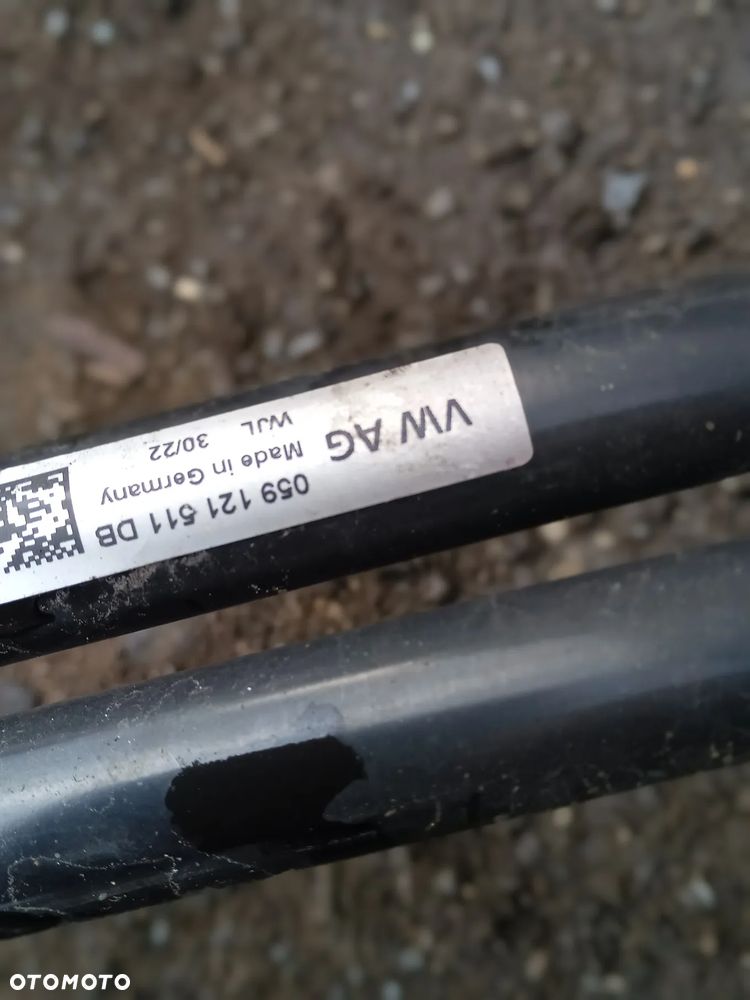 059 121 511 DB
Made in Germany
VW AG
WJL
30/22
OTOMOTO